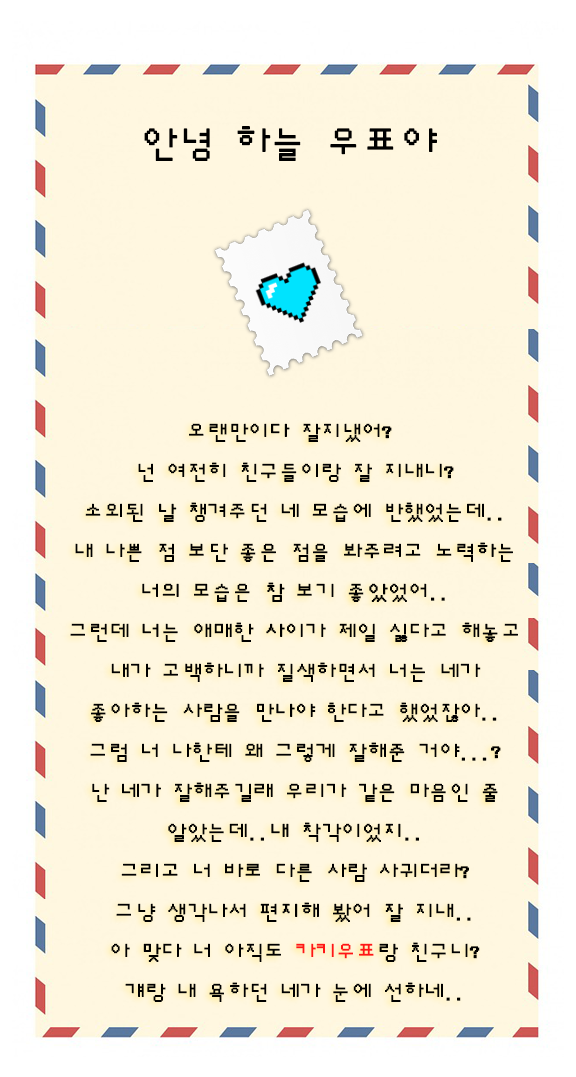 안녕 하늘 우표야
오랜만이다 잘지냈어?
넌 여전히 친구들이랑 잘 지내니?
소외된 날 챙겨주던 네 모습에 반했었는데..
내 나쁜 점 보단 좋은 점을 봐주려고 노력하는
너의 모습은 참 보기 좋았었어..
그런데 너는 애매한 사이가 제일 싫다고 해놓고
내가 고백하니까 질색하면서 너는 네가
좋아하는 사람을 만나야 한다고 했었잖아..
그럼 너 나한테 왜 그렇게 잘해준 거야...?
난 네가 잘해주길래 우리가 같은 마음인 줄
알았는데..내 착각이었지..
그리고 너 바로 다른 사람 사귀더라?
그냥 생각나서 편지해 봤어 잘 지내..
아 맞다 너 아직도 카키우표랑 친구니?
걔랑 내 욕하던 네가 눈에 선하네..